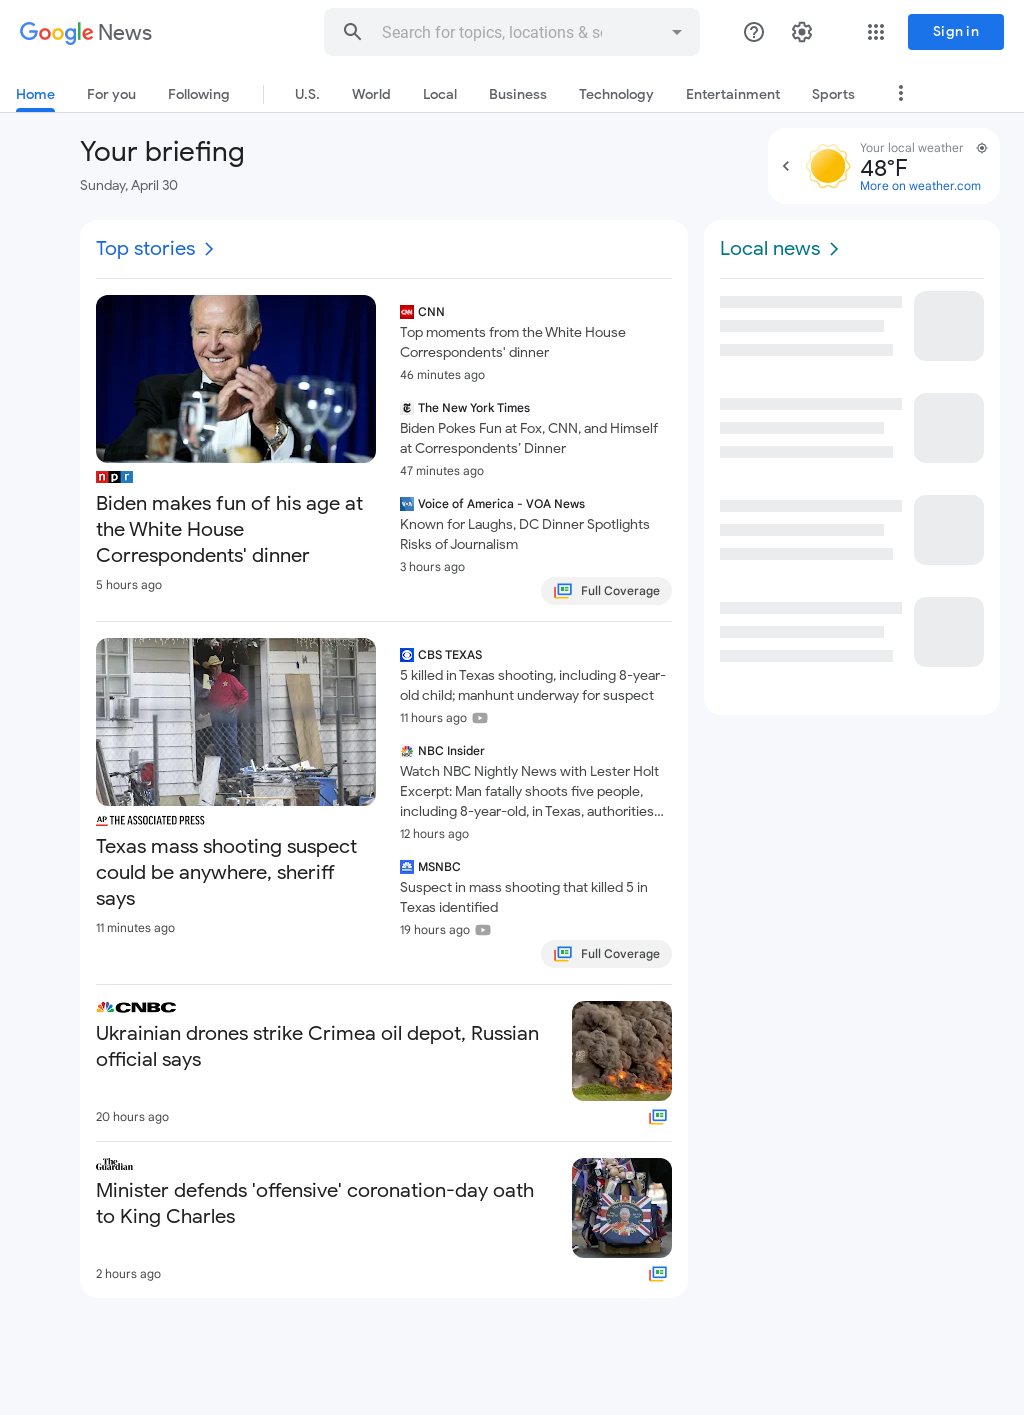 Google News
Search for topics, locations & so
Sign in
Home
For you
Following
U.S.
World
Local
Business
Technology
Entertainment
Sports
Your briefing
Sunday, April 30
Your local weather
48°F
More on weather.com
Top stories
npr
Biden makes fun of his age at
the White House
Correspondents' dinner
5 hours ago
CNN
Top moments from the White House
Correspondents' dinner
46 minutes ago
The New York Times
Biden Pokes Fun at Fox, CNN, and Himself
at Correspondents’ Dinner
47 minutes ago
Voice of America - VOA News
Known for Laughs, DC Dinner Spotlights
Risks of Journalism
3 hours ago
Full Coverage
AP THE ASSOCIATED PRESS
Texas mass shooting suspect
could be anywhere, sheriff
says
11 minutes ago
CBS TEXAS
5 killed in Texas shooting, including 8-year-
old child; manhunt underway for suspect
11 hours ago
NBC Insider
Watch NBC Nightly News with Lester Holt
Excerpt: Man fatally shoots five people,
including 8-year-old, in Texas, authorities...
12 hours ago
MSNBC
Suspect in mass shooting that killed 5 in
Texas identified
19 hours ago
Full Coverage
CNBC
Ukrainian drones strike Crimea oil depot, Russian
official says
20 hours ago
The
Guardian
Minister defends 'offensive' coronation-day oath
to King Charles
2 hours ago
Local news